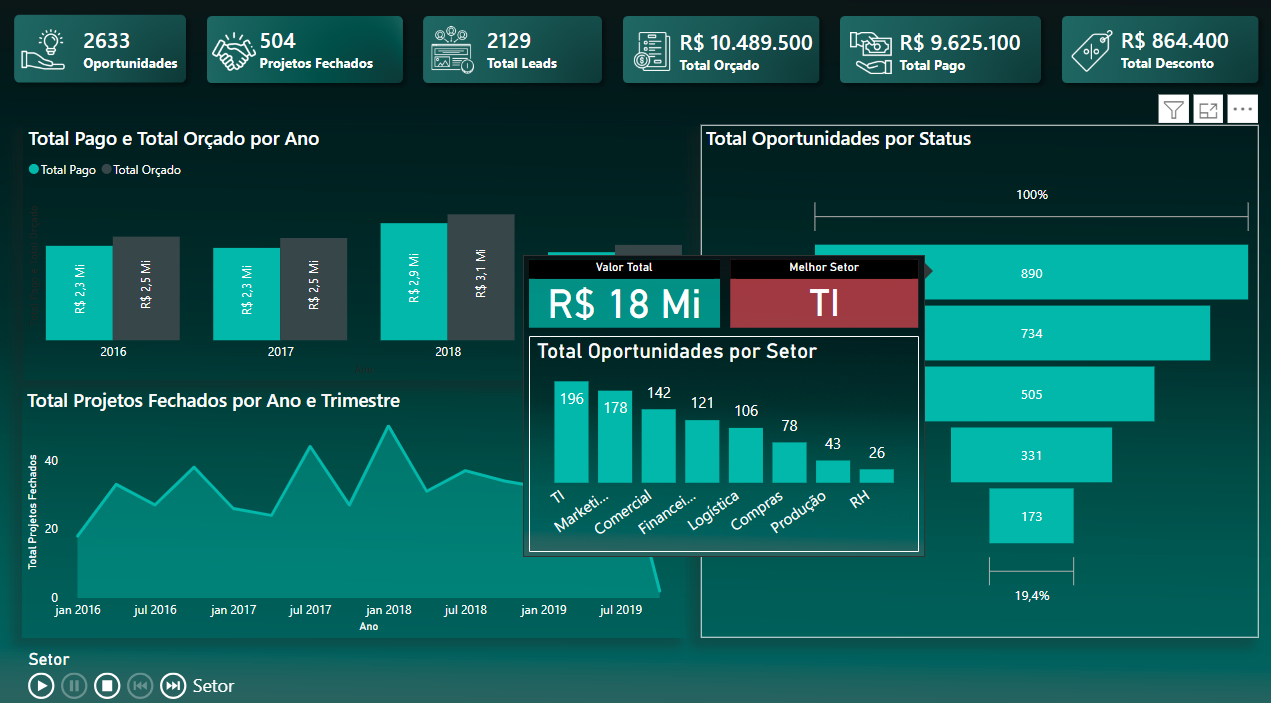 2633
Oportunidades
504
Projetos Fechados
2129
Total Leads
R$ 10.489.500
Total Orçado
R$ 9.625.100
Total Pago
R$ 864.400
Total Desconto
Total Pago e Total Orçado por Ano
Total Pago Total Orçado
R$ 2,3 Mi
R$ 2,5 Mi
R$ 2,3 Mi
R$ 2,5 Mi
R$ 2,9 Mi
R$ 3,1 Mi
2016 2017 2018
Total Projetos Fechados por Ano e Trimestre
Total Projetos Fechados
40
20
0
jan 2016 jul 2016 jan 2017 jul 2017 jan 2018 jul 2018 jan 2019 jul 2019
Ano
Valor Total
R$ 18 Mi
Melhor Setor
TI
Total Oportunidades por Setor
196 178 142 121 106 78 43 26
TI Marketi... Comercial Financei... Logística Compras Produção RH
Total Oportunidades por Status
100%
890
734
505
331
173
19,4%
Setor
Setor